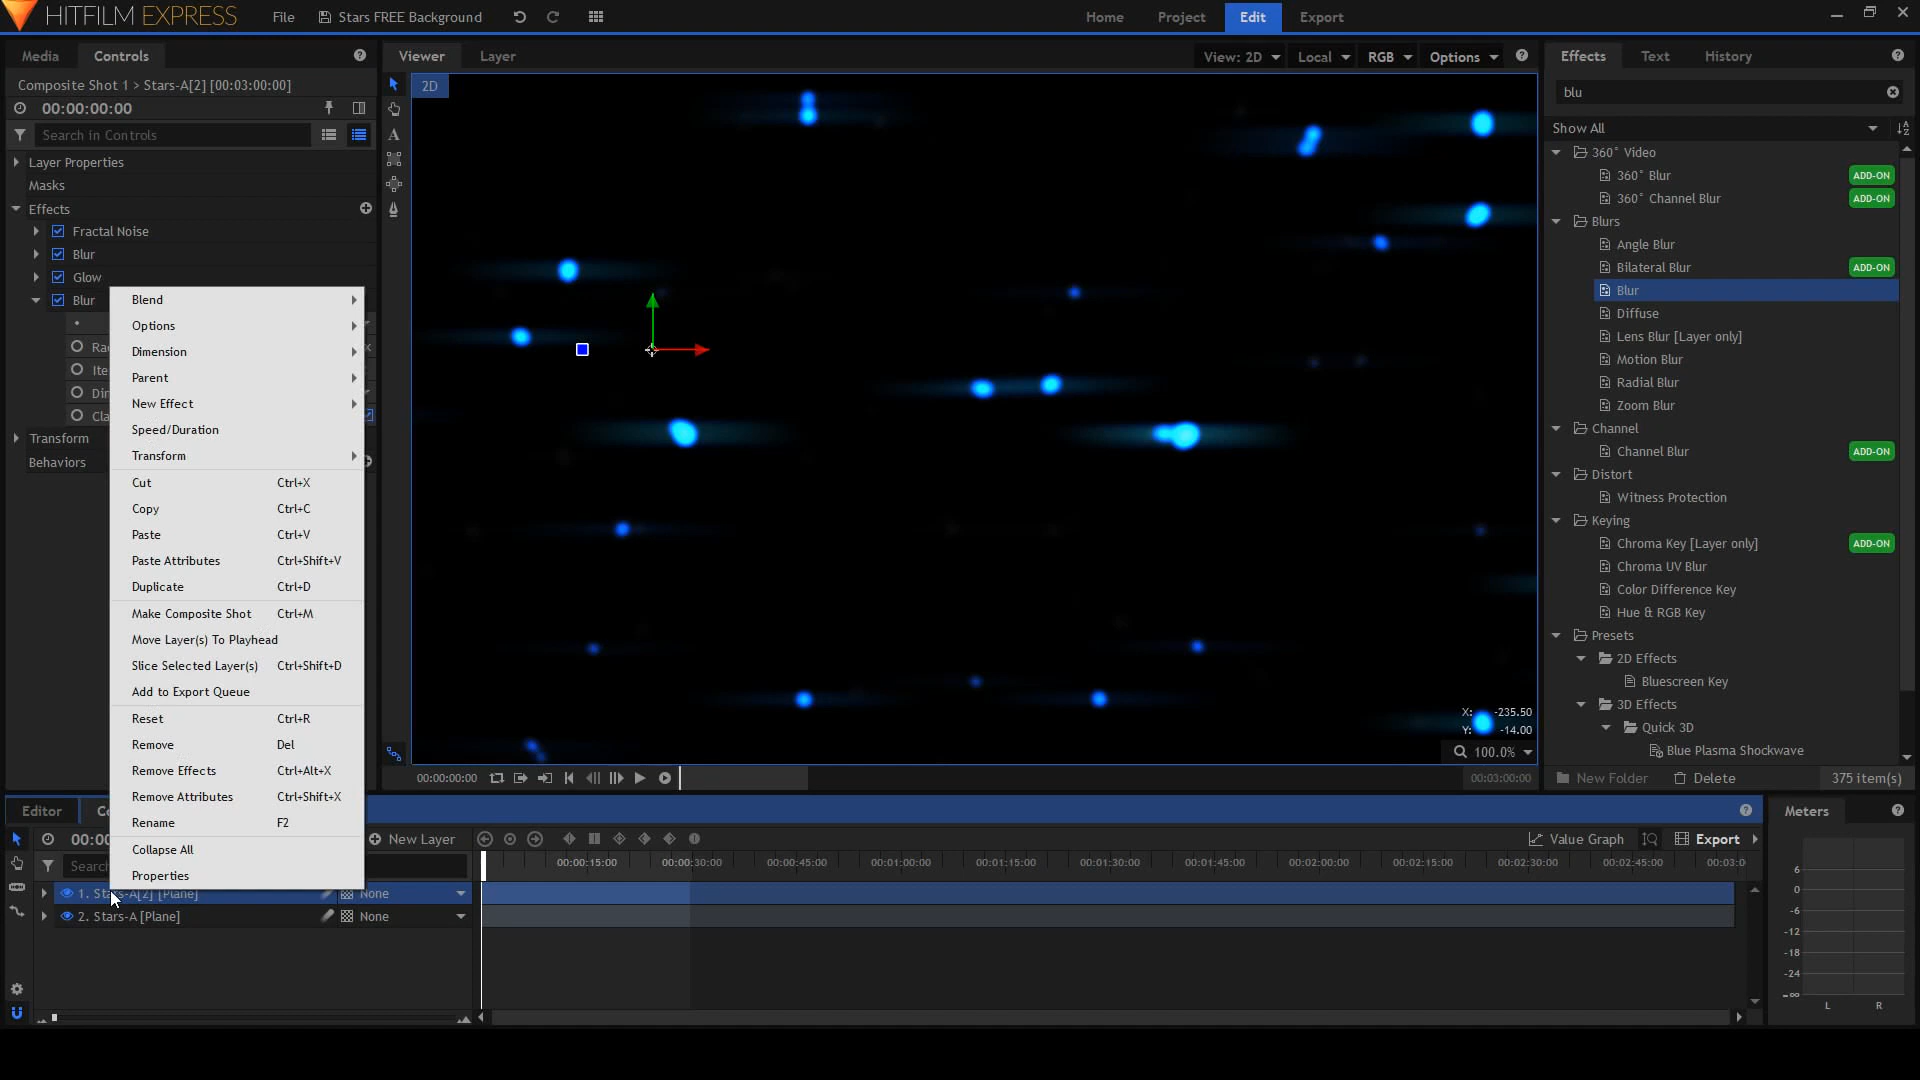 HITFILM EXPRESS
File
Stars FREE Background
Home
Project
Edit
Export
Media
Controls
Composite Shot 1 > Stars-A[2] [00:03:00:00]
00:00:00:00
Search in Controls
Layer Properties
Masks
Effects
Fractal Noise
Blur
Glow
Blur
Transform
Behaviors
Blend
Options
Dimension
Parent
New Effect
Speed/Duration
Transform
Cut Ctrl+X
Copy Ctrl+C
Paste Ctrl+V
Paste Attributes Ctrl+Shift+V
Duplicate Ctrl+D
Make Composite Shot Ctrl+M
Move Layer(s) To Playhead
Slice Selected Layer(s) Ctrl+Shift+D
Add to Export Queue
Reset Ctrl+R
Remove Del
Remove Effects Ctrl+Alt+X
Remove Attributes Ctrl+Shift+X
Rename F2
Collapse All
Properties
Viewer
Layer
View: 2D
Local
RGB
Options
2D
X: -235.50
Y: -14.00
100.0%
00:00:00:00
00:03:00:00
Effects
Text
History
blu
Show All
360° Video
360° Blur ADD-ON
360° Channel Blur ADD-ON
Blurs
Angle Blur
Bilateral Blur ADD-ON
Blur
Diffuse
Lens Blur [Layer only]
Motion Blur
Radial Blur
Zoom Blur
Channel
Channel Blur ADD-ON
Distort
Witness Protection
Keying
Chroma Key [Layer only] ADD-ON
Chroma UV Blur
Color Difference Key
Hue & RGB Key
Presets
2D Effects
Bluescreen Key
3D Effects
Quick 3D
Blue Plasma Shockwave
New Folder
Delete
375 item(s)
Editor
New Layer
Value Graph
Export
00:00:15:00
00:00:30:00
00:00:45:00
00:01:00:00
00:01:15:00
00:01:30:00
00:01:45:00
00:02:00:00
00:02:15:00
00:02:30:00
00:02:45:00
00:03:0
1. Stars-A[2] [Plane] None
2. Stars-A [Plane] None
Meters
6
0
-6
-12
-18
-24
-∞
L R